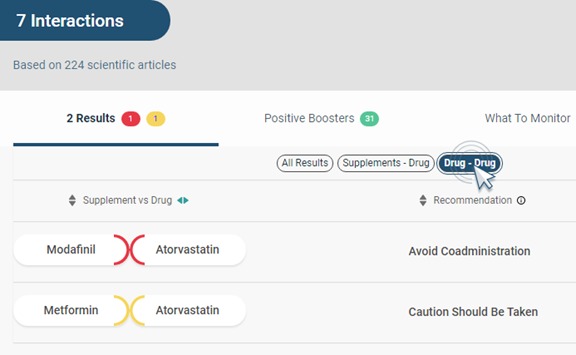 7 Interactions
Based on 224 scientific articles
2 Results 1 1 Positive Boosters 31 What To Monitor
All Results Supplements - Drug Drug - Drug
Supplement vs Drug Recommendation
Modafinil Atorvastatin Avoid Coadministration
Metformin Atorvastatin Caution Should Be Taken